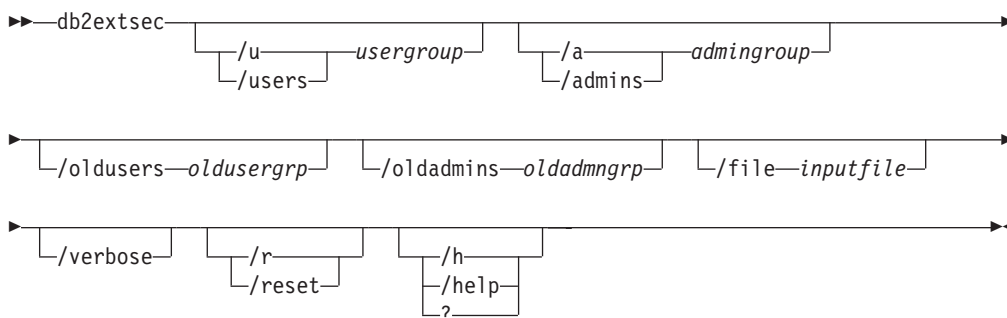 db2extsec
/u usergroup /a admingroup
/users /admins
/oldusers oldusergrp /oldadmins oldadmngrp /file inputfile
/verbose /r /h
/reset /help
?